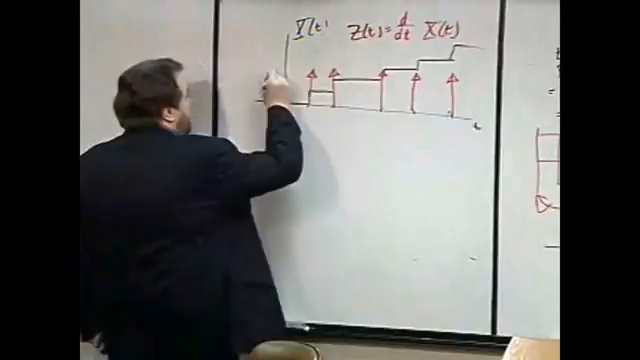 X(t) Z(t) = d/dt X(t)
t